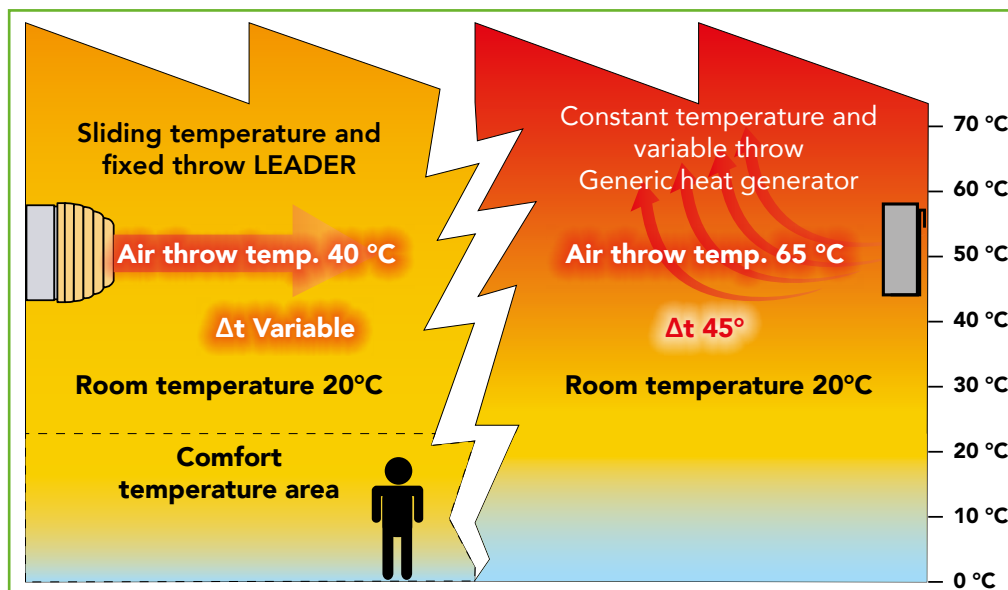 Sliding temperature and
fixed throw LEADER
Air throw temp. 40 °C
Δt Variable
Room temperature 20°C
Comfort
temperature area
Constant temperature and
variable throw
Generic heat generator
Air throw temp. 65 °C
Δt 45°
Room temperature 20°C
70 °C
60 °C
50 °C
40 °C
30 °C
20 °C
10 °C
0 °C